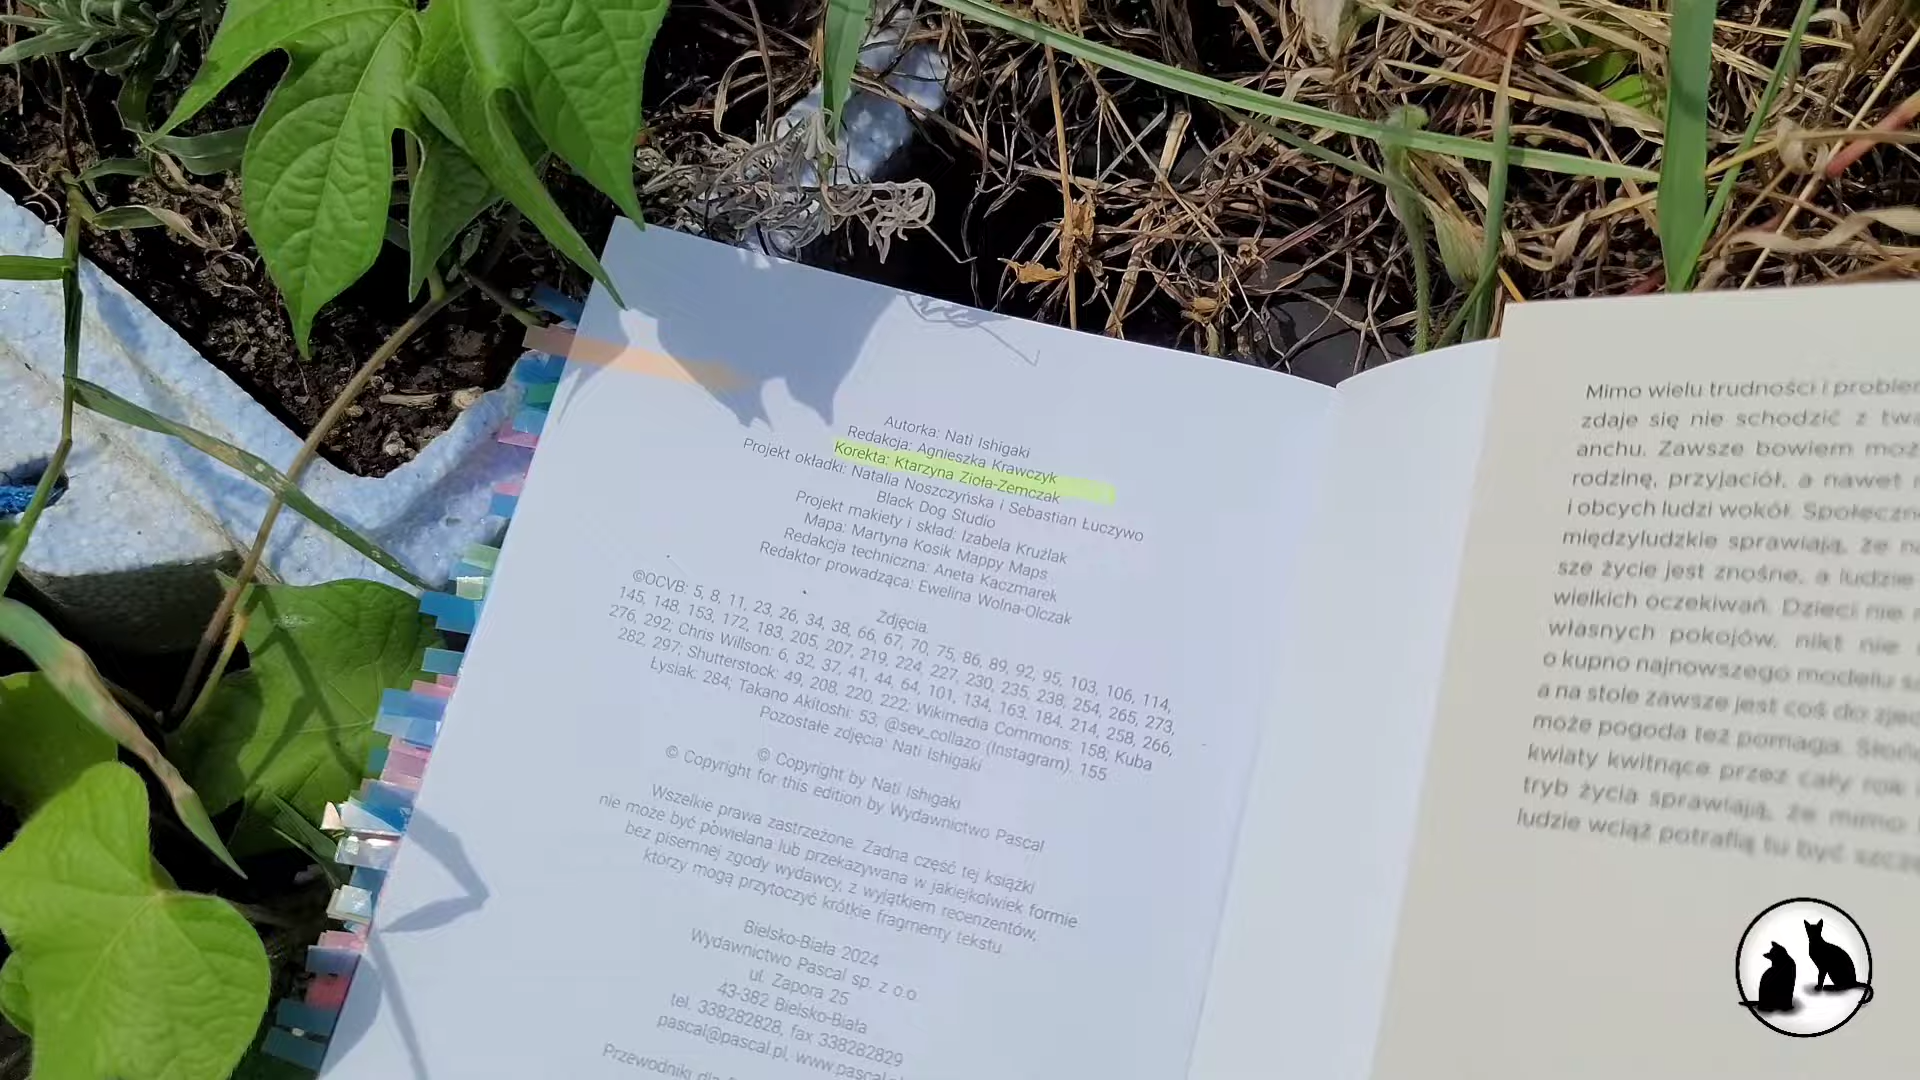 Autorka: Nati Ishigaki
Redakcja: Agnieszka Krawczyk
Korekta: Ktarzyna Zioła-Zemczak
Projekt okładki: Natalia Noszczyńska i Sebastian Łuczywo
Black Dog Studio
Projekt makiety i skład: Izabela Kruźlak
Mapa: Martyna Kosik Mappy Maps
Redakcja techniczna: Aneta Kaczmarek
Redaktor prowadząca: Ewelina Wolna-Olczak
Zdjęcia:
©OCVB: 5, 8, 11, 23, 26, 34, 38, 66, 67, 70, 75, 86, 89, 92, 95, 103, 106, 114,
145, 148, 153, 172, 183, 205, 207, 219, 224, 227, 230, 235, 238, 254, 265, 273,
276, 292; Chris Willson: 6, 32, 37, 41, 44, 64, 101, 134, 163, 184, 214, 258, 266,
282, 297; Shutterstock: 49, 208, 220, 222; Wikimedia Commons: 158; Kuba
Łysiak: 284; Takano Akitoshi: 53; @sev_collazo (Instagram). 155
Pozostałe zdjęcia: Nati Ishigaki
© Copyright by Nati Ishigaki
© Copyright for this edition by Wydawnictwo Pascal
Wszelkie prawa zastrzeżone. Żadna część tej książki
nie może być powielana lub przekazywana w jakiejkolwiek formie
bez pisemnej zgody wydawcy, z wyjątkiem recenzentów,
którzy mogą przytoczyć krótkie fragmenty tekstu
Bielsko-Biała 2024
Wydawnictwo Pascal sp. z o.o.
ul. Zapora 25
43-382 Bielsko-Biała
tel. 338282828, fax 338282829
pascal@pascal.pl, www.pascal
Przewodniki dla
Mimo wielu trudności i
zdaje się nie schodzić z
anchu. Zawsze bowiem
rodzinę, przyjaciół, a nawet
i obcych ludzi wokół.
międzyludzkie sprawiają, że
sze życie jest znośne, a ludzie
wielkich oczekiwań. Dzieci nie
własnych pokojów, nikt nie
o kupno najnowszego modelu
a na stole zawsze jest coś do
może pogoda też pomaga.
kwiaty kwitnące przez cały rok
tryb życia sprawiają, że mimo
ludzie wciąż potrafią tu być